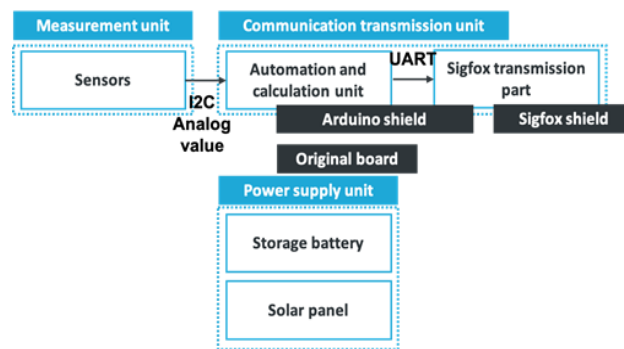 Measurement unit
Communication transmission unit
Sensors
I2C
Analog
value
Automation and
calculation unit
UART
Sigfox transmission
part
Arduino shield
Sigfox shield
Original board
Power supply unit
Storage battery
Solar panel